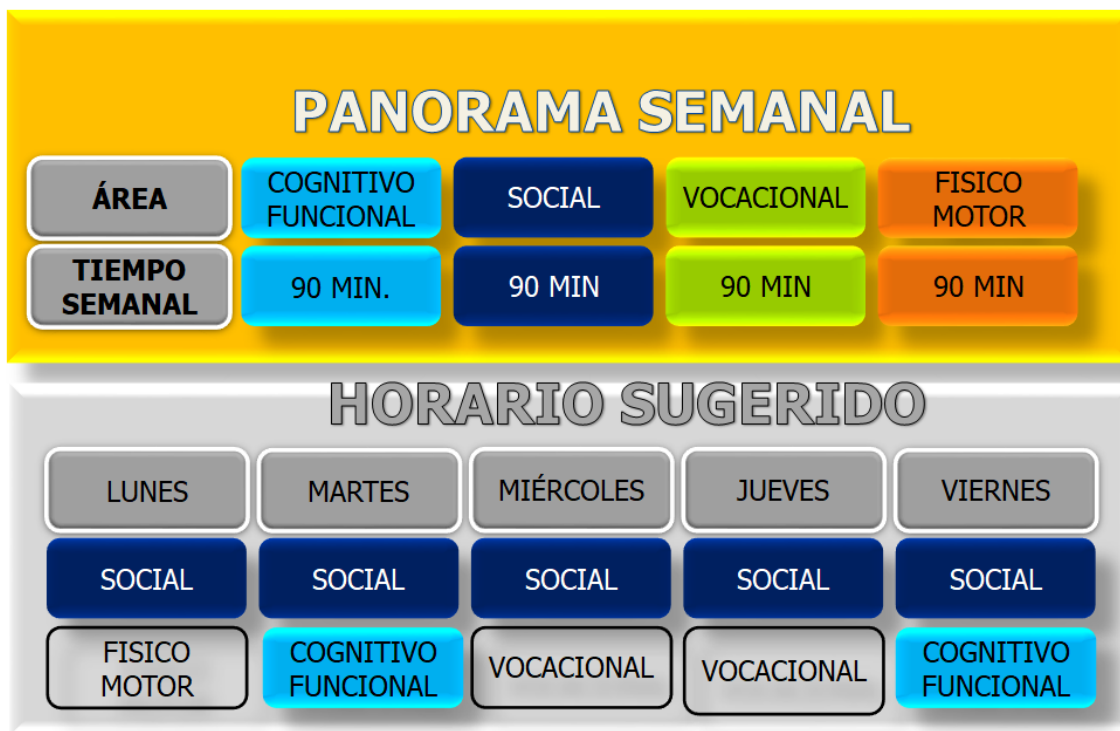 PANORAMA SEMANAL
ÁREA
COGNITIVO
FUNCIONAL
SOCIAL
VOCACIONAL
FISICO
MOTOR
TIEMPO
SEMANAL
90 MIN.
90 MIN
90 MIN
90 MIN
HORARIO SUGERIDO
LUNES
MARTES
MIÉRCOLES
JUEVES
VIERNES
SOCIAL
SOCIAL
SOCIAL
SOCIAL
SOCIAL
FISICO
MOTOR
COGNITIVO
FUNCIONAL
VOCACIONAL
VOCACIONAL
COGNITIVO
FUNCIONAL